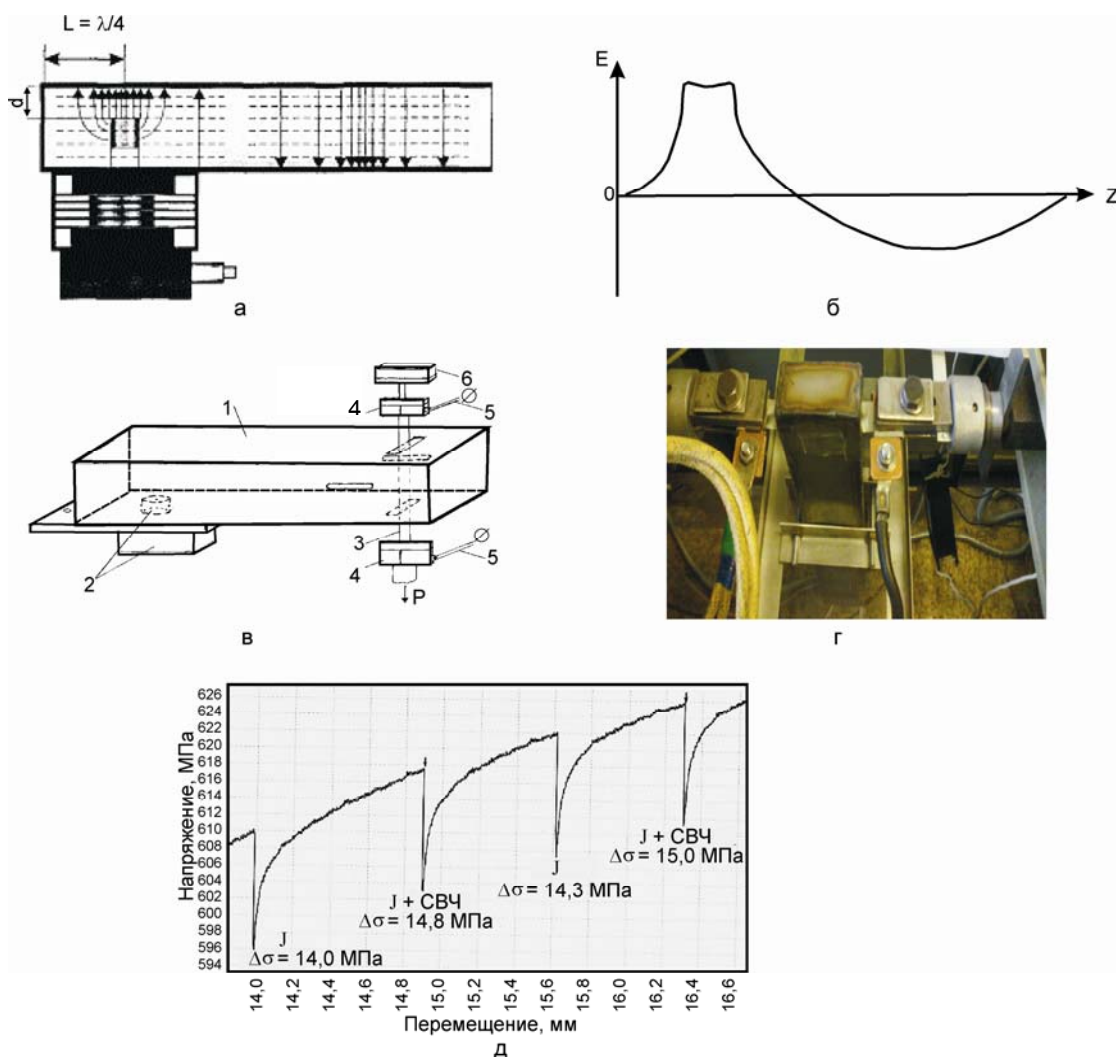 L = λ/4
d
а
E
0
Z
б
1
2
3
4
5
6
4
5
P
в
г
Напряжение, МПа
626
624
622
620
618
616
614
612
610
608
606
604
602
600
598
596
594
J
Δσ = 14,0 МПа
J + СВЧ
Δσ = 14,8 МПа
J
Δσ = 14,3 МПа
J + СВЧ
Δσ = 15,0 МПа
14,0
14,2
14,4
14,6
14,8
15,0
15,2
15,4
15,6
15,8
16,0
16,2
16,4
16,6
Перемещение, мм
д